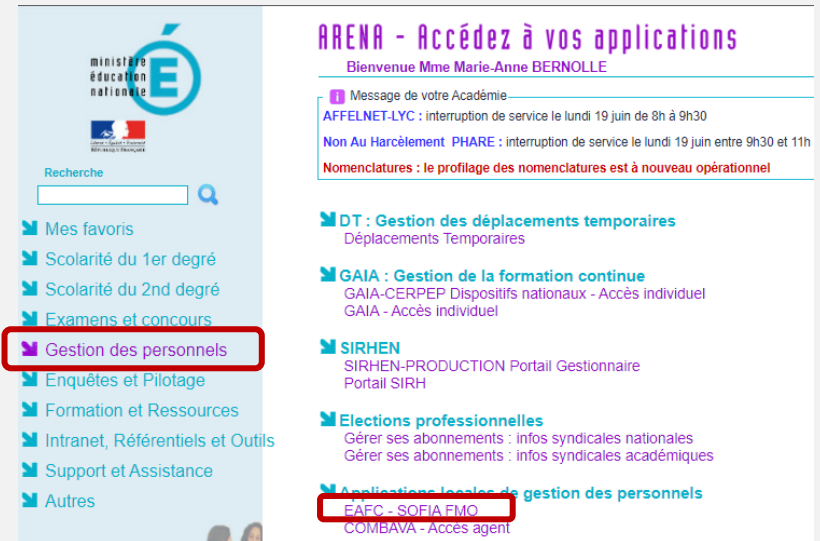 ministère
éducation
nationale
Liberté • Égalité • Fraternité
RÉPUBLIQUE FRANÇAISE
Recherche
Mes favoris
Scolarité du 1er degré
Scolarité du 2nd degré
Examens et concours
Gestion des personnels
Enquêtes et Pilotage
Formation et Ressources
Intranet, Référentiels et Outils
Support et Assistance
Autres
ARENA - Accédez à vos applications
Bienvenue Mme Marie-Anne BERNOLLE
i Message de votre Académie
AFFELNET-LYC : interruption de service le lundi 19 juin de 8h à 9h30
Non Au Harcèlement PHARE : interruption de service le lundi 19 juin entre 9h30 et 11h
Nomenclatures : le profilage des nomenclatures est à nouveau opérationnel
DT : Gestion des déplacements temporaires
Déplacements Temporaires
GAIA : Gestion de la formation continue
GAIA-CERPEP Dispositifs nationaux - Accès individuel
GAIA - Accès individuel
SIRHEN
SIRHEN-PRODUCTION Portail Gestionnaire
Portail SIRH
Elections professionnelles
Gérer ses abonnements : infos syndicales nationales
Gérer ses abonnements : infos syndicales académiques
Applications locales de gestion des personnels
EAFC - SOFIA FMO
COMBAVA - Accès agent